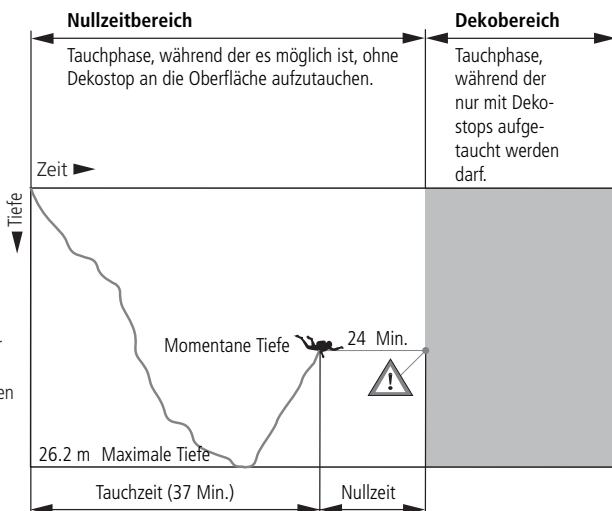 Nullzeitbereich
Tauchphase, während der es möglich ist, ohne
Dekostop an die Oberfläche aufzutauchen.
Dekobereich
Tauchphase,
während der
nur mit Deko-
stops aufge-
taucht werden
darf.
Zeit
Tiefe
Momentane Tiefe
24 Min.
!
en
26.2 m Maximale Tiefe
Tauchzeit (37 Min.)
Nullzeit